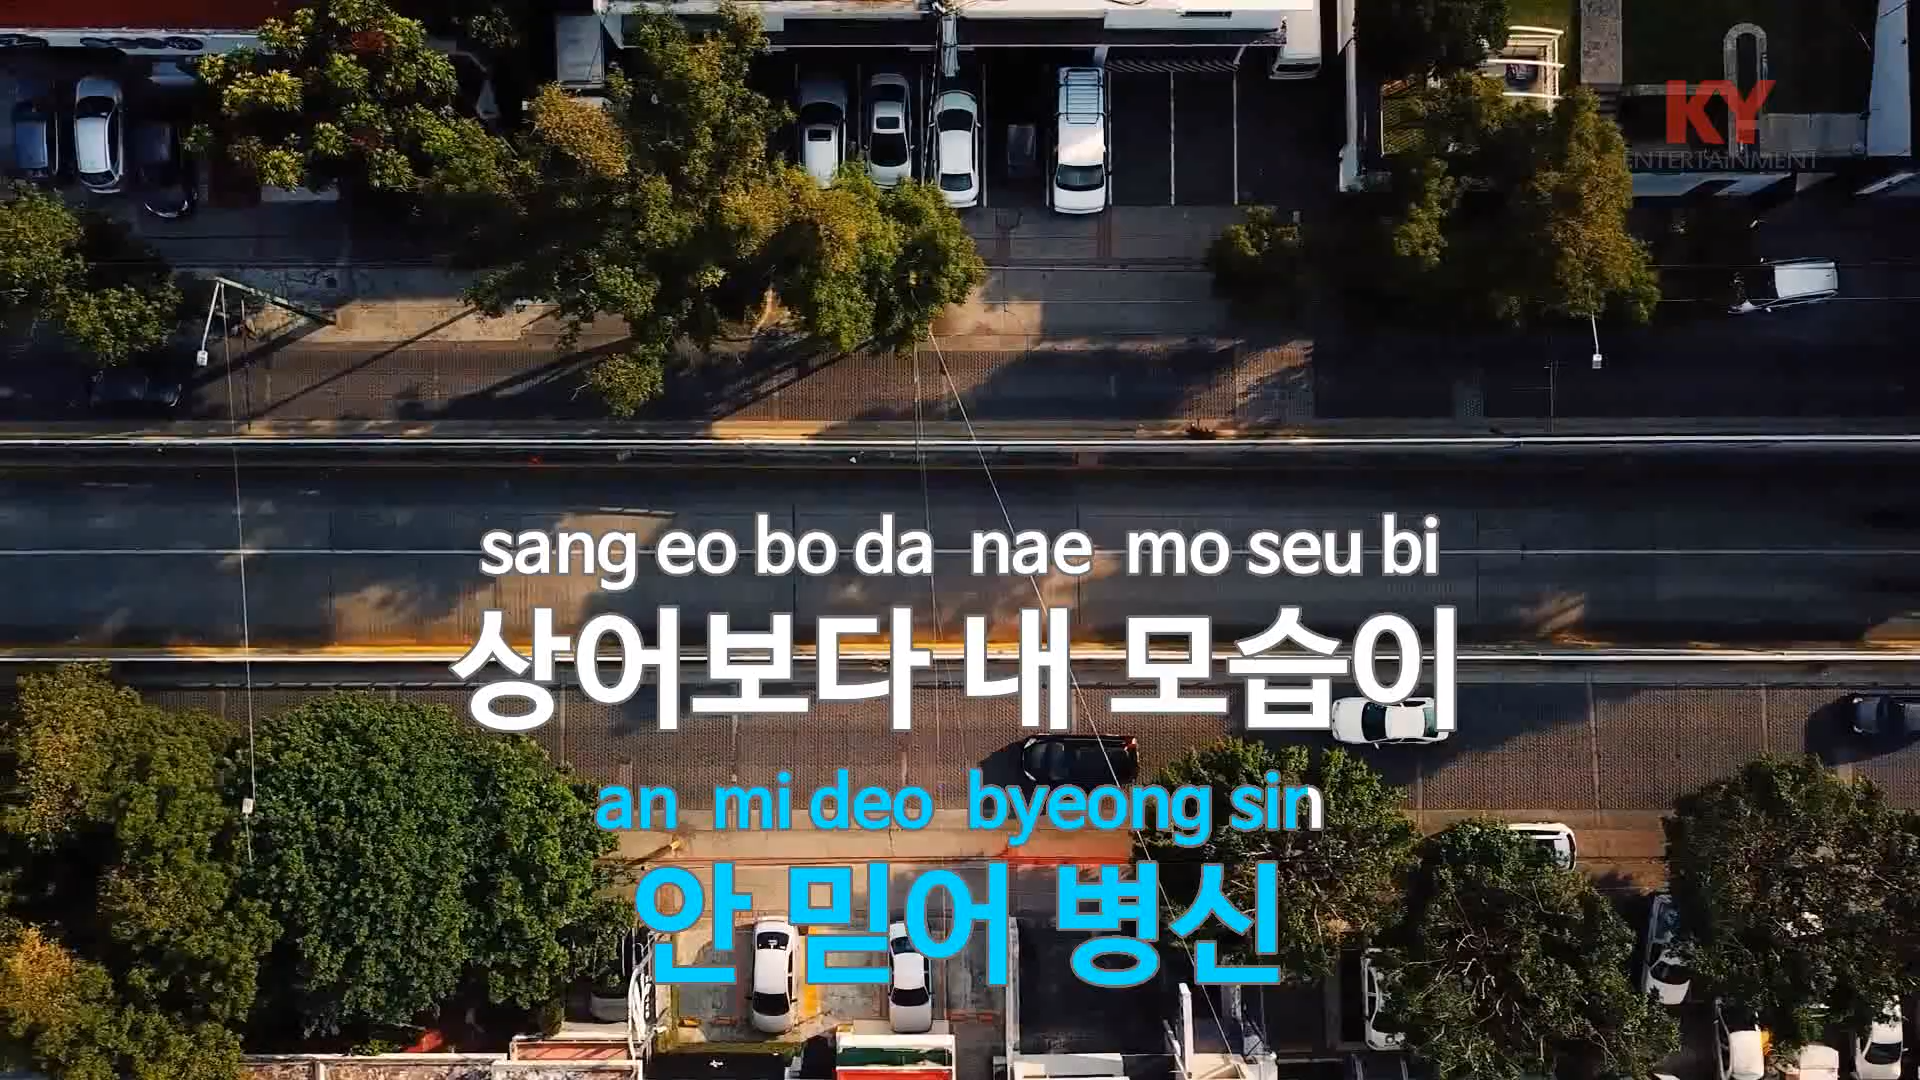 KY
ENTERTAINMENT
sang eo bo da nae mo seu bi
상어보다 내 모습이
an mi deo byeong sin
안 믿어 병신